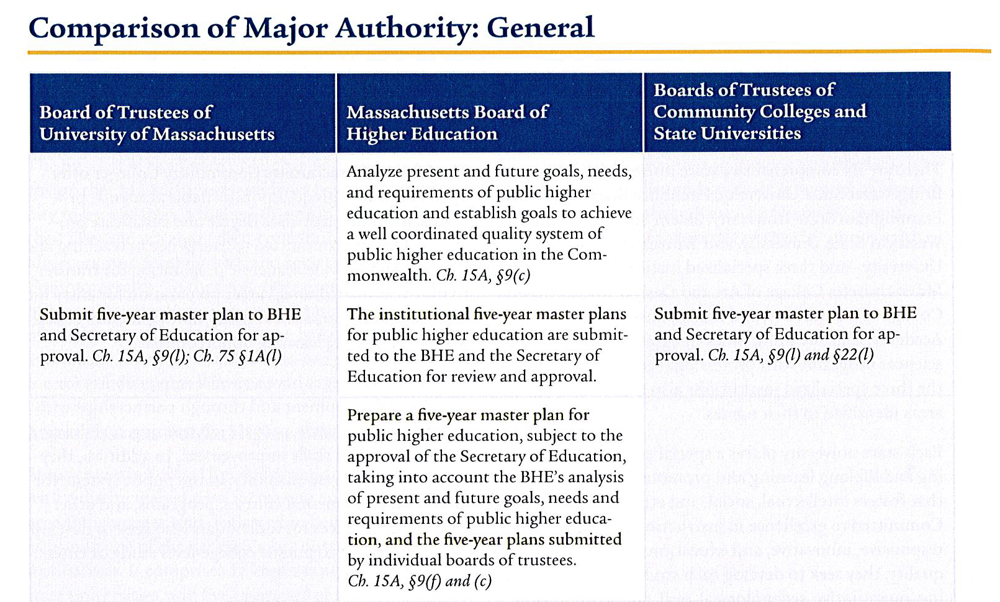 Comparison of Major Authority: General
Board of Trustees of
University of Massachusetts
Massachusetts Board of
Higher Education
Boards of Trustees of
Community Colleges and
State Universities
Analyze present and future goals, needs,
and requirements of public higher
education and establish goals to achieve
a well coordinated quality system of
public higher education in the Com-
monwealth. Ch. 15A, §9(c)
Submit five-year master plan to BHE
and Secretary of Education for ap-
proval. Ch. 15A, §9(l); Ch. 75 §1A(l)
The institutional five-year master plans
for public higher education are submit-
ted to the BHE and the Secretary of
Education for review and approval.
Submit five-year master plan to BHE
and Secretary of Education for ap-
proval. Ch. 15A, §9(l) and §22(l)
Prepare a five-year master plan for
public higher education, subject to the
approval of the Secretary of Education,
taking into account the BHE's analysis
of present and future goals, needs and
requirements of public higher educa-
tion, and the five-year plans submitted
by individual boards of trustees.
Ch. 15A, §9(f) and (c)